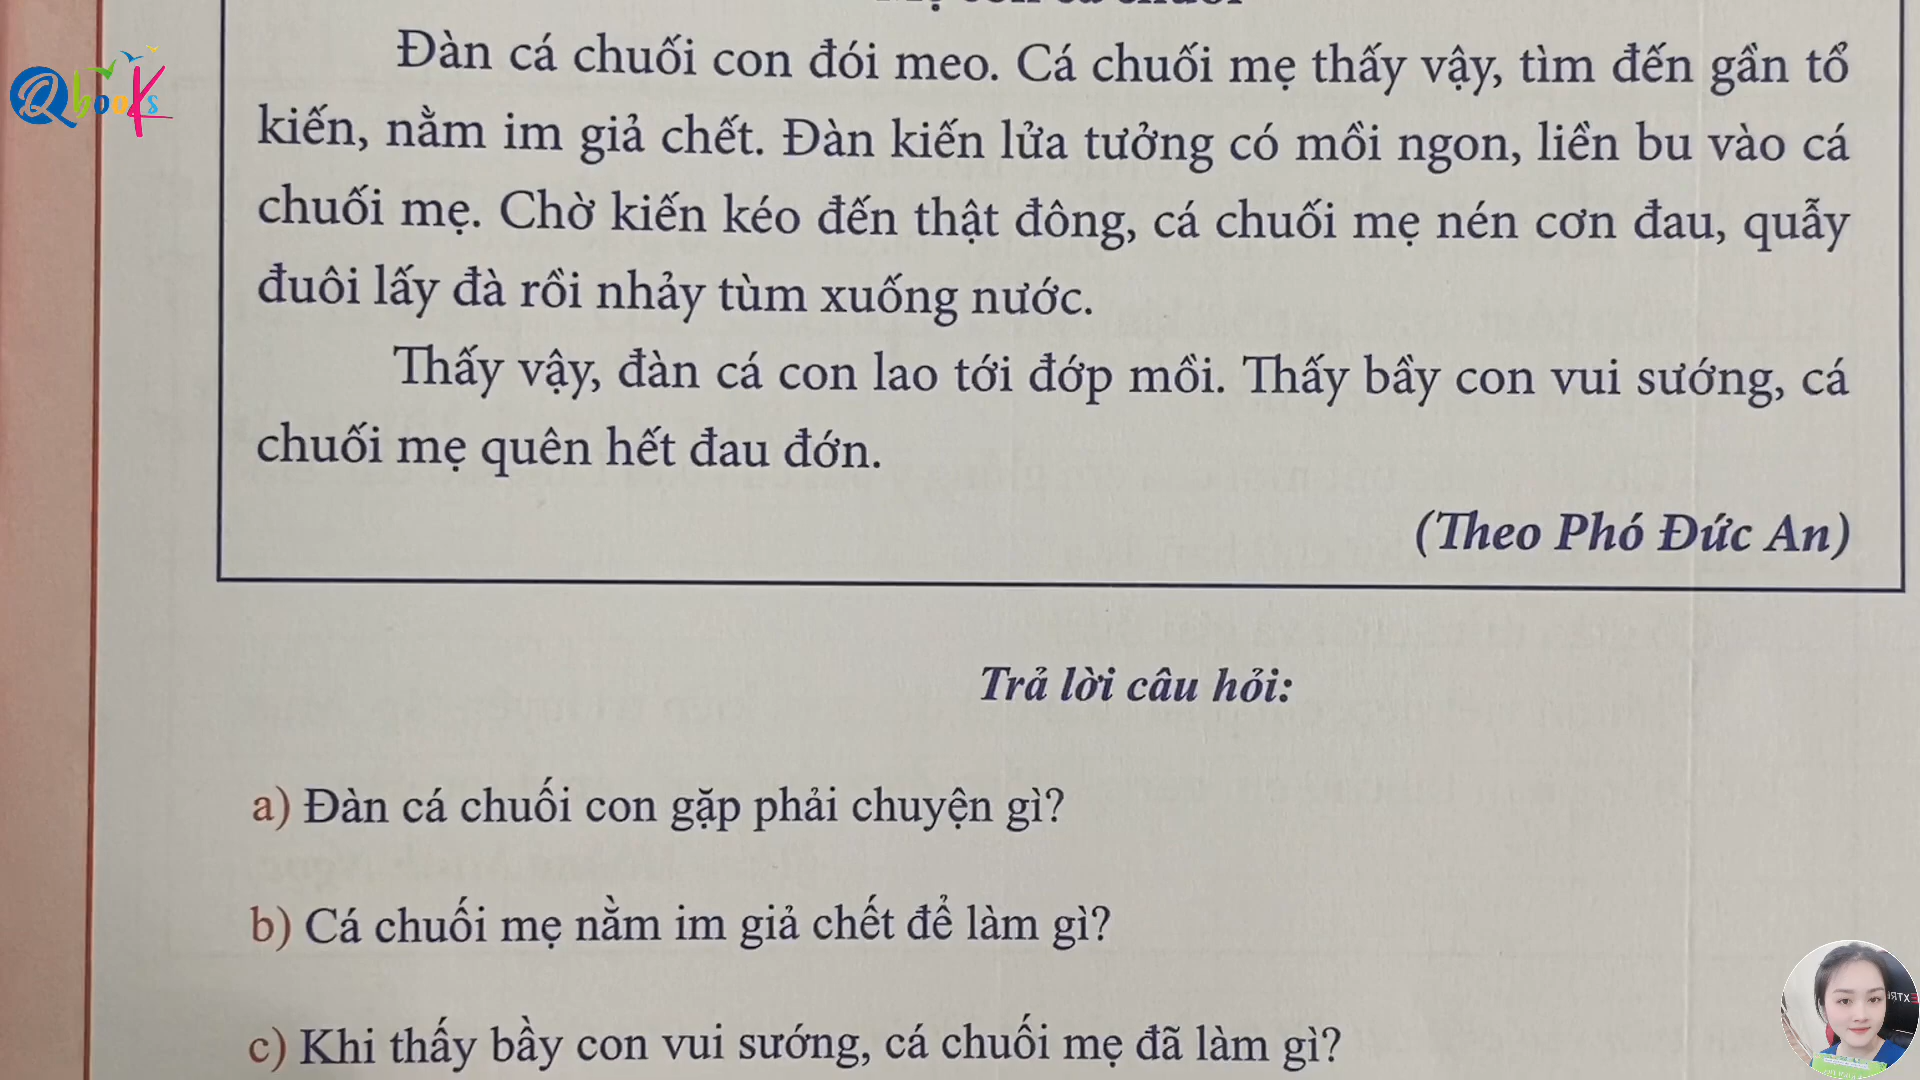 Đàn cá chuối con đói meo. Cá chuối mẹ thấy vậy, tìm đến gần tổ
Qbooks
kiến, nằm im giả chết. Đàn kiến lửa tưởng có mồi ngon, liền bu vào cá
chuối mẹ. Chờ kiến kéo đến thật đông, cá chuối mẹ nén cơn đau, quẫy
đuôi lấy đà rồi nhảy tùm xuống nước.
Thấy vậy, đàn cá con lao tới đớp mồi. Thấy bầy con vui sướng, cá
chuối mẹ quên hết đau đớn.
(Theo Phó Đức An)
Trả lời câu hỏi:
a) Đàn cá chuối con gặp phải chuyện gì?
b) Cá chuối mẹ nằm im giả chết để làm gì?
c) Khi thấy bầy con vui sướng, cá chuối mẹ đã làm gì?